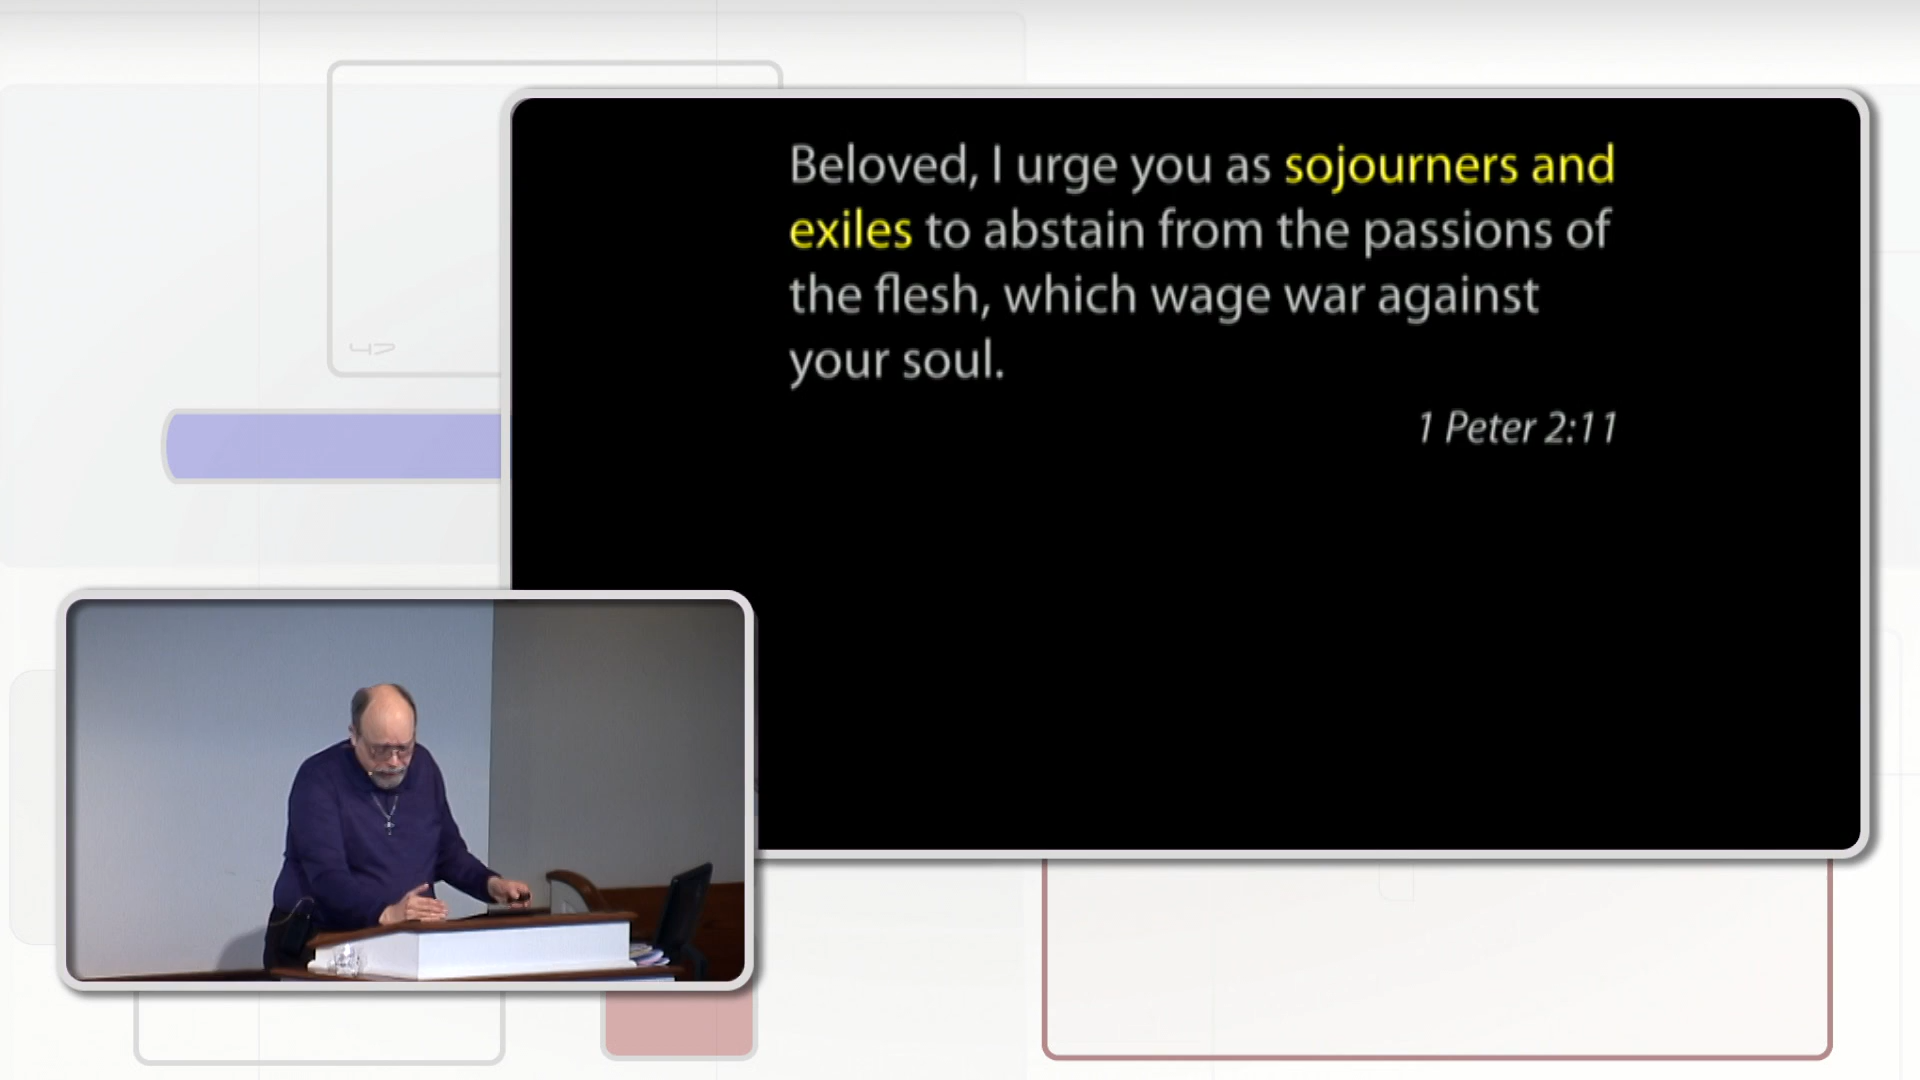 Beloved, I urge you as sojourners and
exiles to abstain from the passions of
the flesh, which wage war against
your soul.
1 Peter 2:11